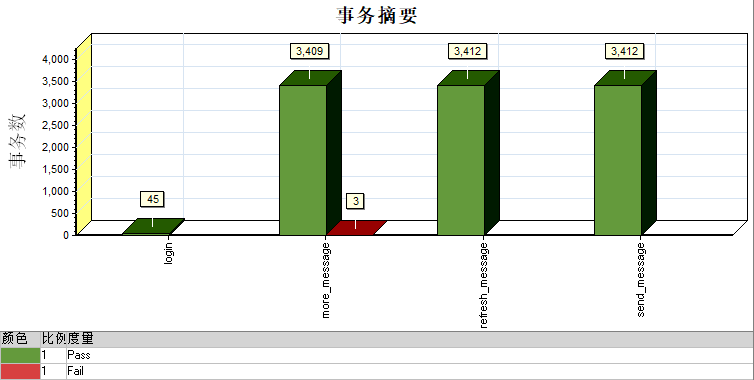 事务摘要
事务数
4,000
3,500
3,000
2,500
2,000
1,500
1,000
500
0
45
3,409
3
3,412
3,412
login
more_message
refresh_message
send_message
颜色 比例度量
1 Pass
1 Fail